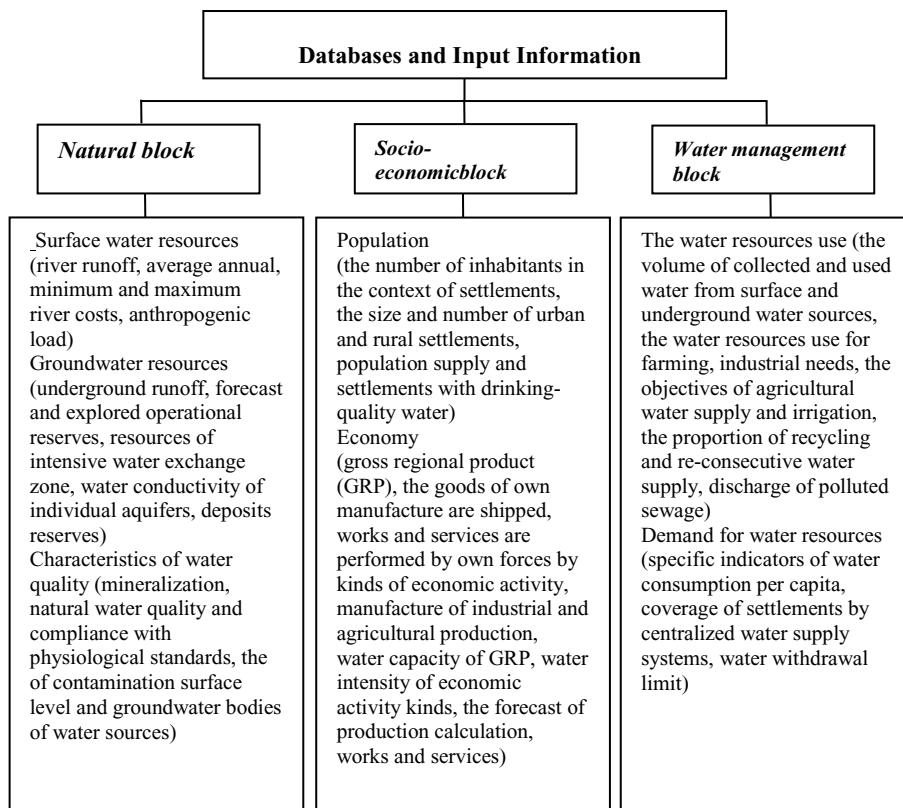 Databases and Input Information
Natural block
Socio-
economicblock
Water management
block
Surface water resources
(river runoff, average annual,
minimum and maximum
river costs, anthropogenic
load)
Groundwater resources
(underground runoff, forecast
and explored operational
reserves, resources of
intensive water exchange
zone, water conductivity of
individual aquifers, deposits
reserves)
Characteristics of water
quality (mineralization,
natural water quality and
compliance with
physiological standards, the
of contamination surface
level and groundwater bodies
of water sources)
Population
(the number of inhabitants in
the context of settlements,
the size and number of urban
and rural settlements,
population supply and
settlements with drinking-
quality water)
Economy
(gross regional product
(GRP), the goods of own
manufacture are shipped,
works and services are
performed by own forces by
kinds of economic activity,
manufacture of industrial and
agricultural production,
water capacity of GRP, water
intensity of economic
activity kinds, the forecast of
production calculation,
works and services)
The water resources use (the
volume of collected and used
water from surface and
underground water sources,
the water resources use for
farming, industrial needs, the
objectives of agricultural
water supply and irrigation,
the proportion of recycling
and re-consecutive water
supply, discharge of polluted
sewage)
Demand for water resources
(specific indicators of water
consumption per capita,
coverage of settlements by
centralized water supply
systems, water withdrawal
limit)